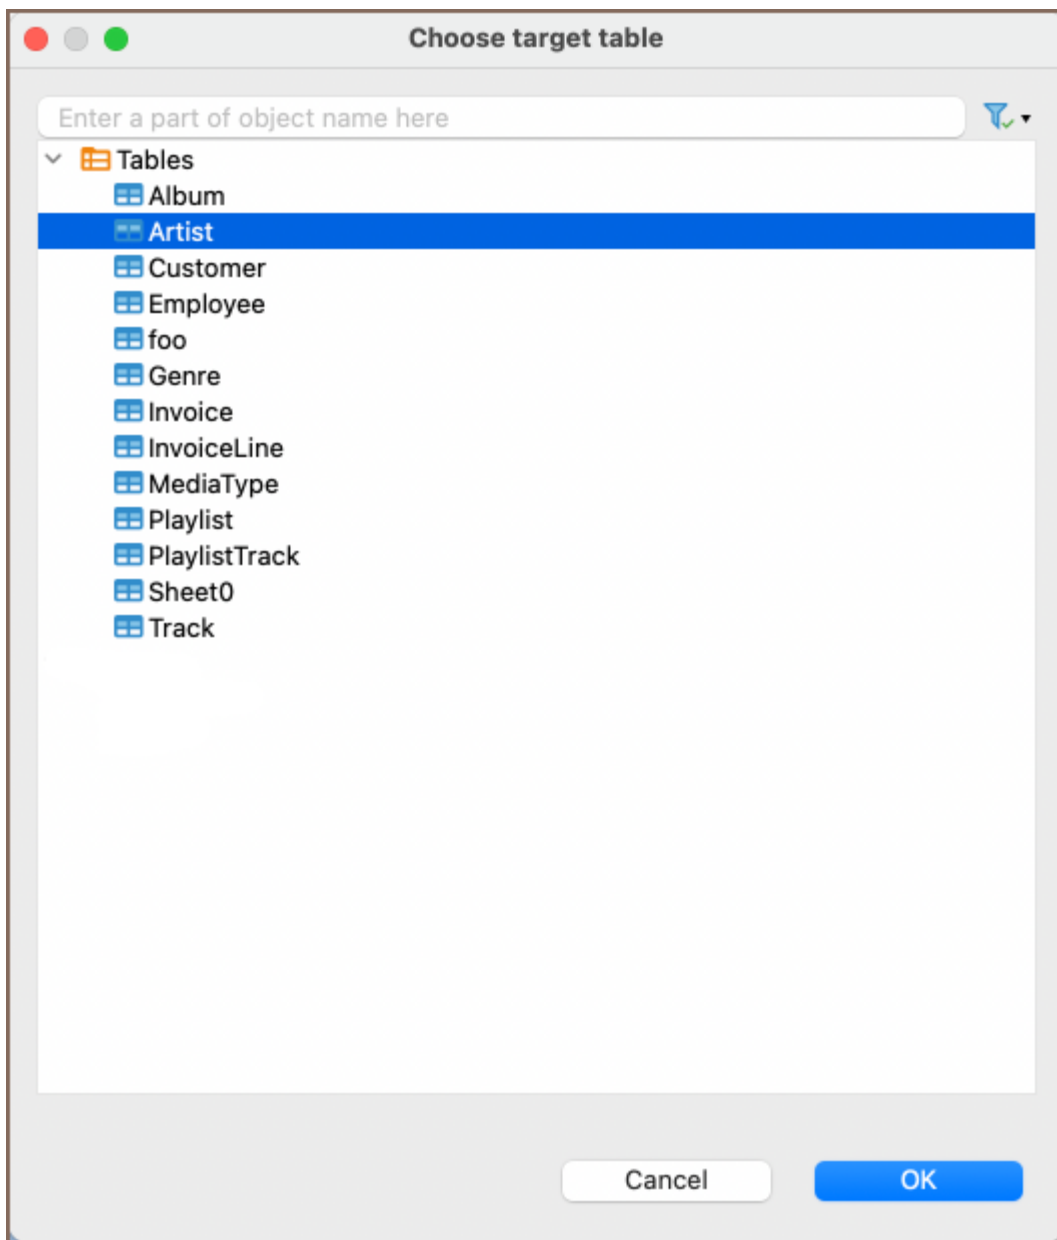 Choose target table
Enter a part of object name here
Tables
Album
Artist
Customer
Employee
foo
Genre
Invoice
InvoiceLine
MediaType
Playlist
PlaylistTrack
Sheet0
Track
Cancel OK